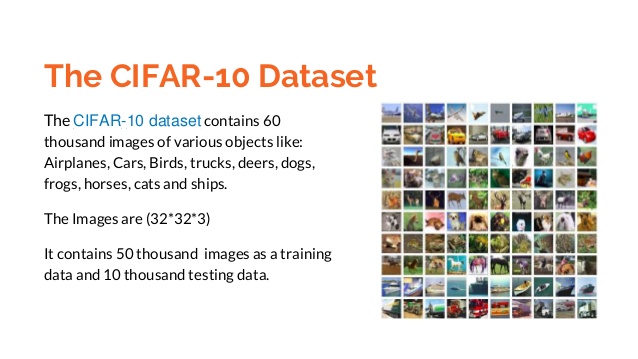 The CIFAR-10 Dataset
The CIFAR-10 dataset contains 60
thousand images of various objects like:
Airplanes, Cars, Birds, trucks, deers, dogs,
frogs, horses, cats and ships.
The Images are (32*32*3)
It contains 50 thousand images as a training
data and 10 thousand testing data.